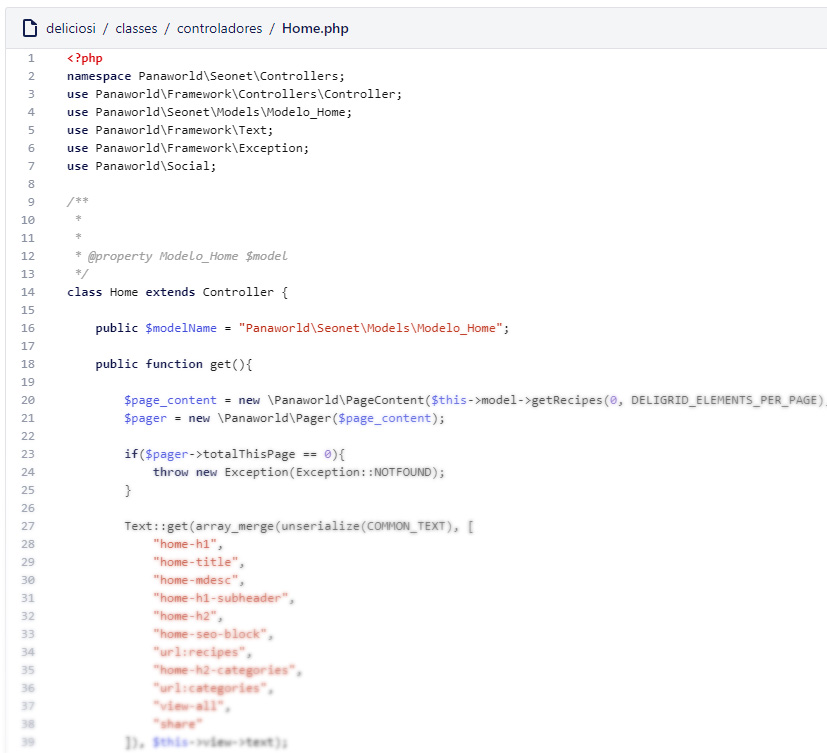 deliciosi / classes / controladores / Home.php
1 <?php
2 namespace Panaworld\Seonet\Controllers;
3 use Panaworld\Framework\Controllers\Controller;
4 use Panaworld\Seonet\Models\Modelo_Home;
5 use Panaworld\Framework\Text;
6 use Panaworld\Framework\Exception;
7 use Panaworld\Social;
8
9 /**
10 *
11 *
12 * @property Modelo_Home $model
13 */
14 class Home extends Controller {
15
16 public $modelName = "Panaworld\Seonet\Models\Modelo_Home";
17
18 public function get(){
19
20 $page_content = new \Panaworld\PageContent($this->model->getRecipes(0, DELIGRID_ELEMENTS_PER_PAGE),
21 $pager = new \Panaworld\Pager($page_content);
22
23 if($pager->totalThisPage == 0){
24 throw new Exception(Exception::NOTFOUND);
25 }
26
27 Text::get(array_merge(unserialize(COMMON_TEXT), [
28 "home-h1",
29 "home-title",
30 "home-mdesc",
31 "home-h1-subheader",
32 "home-h2",
33 "home-seo-block",
34 "url:recipes",
35 "home-h2-categories",
36 "url:categories",
37 "view-all",
38 "share"
39 ]), $this->view->text);